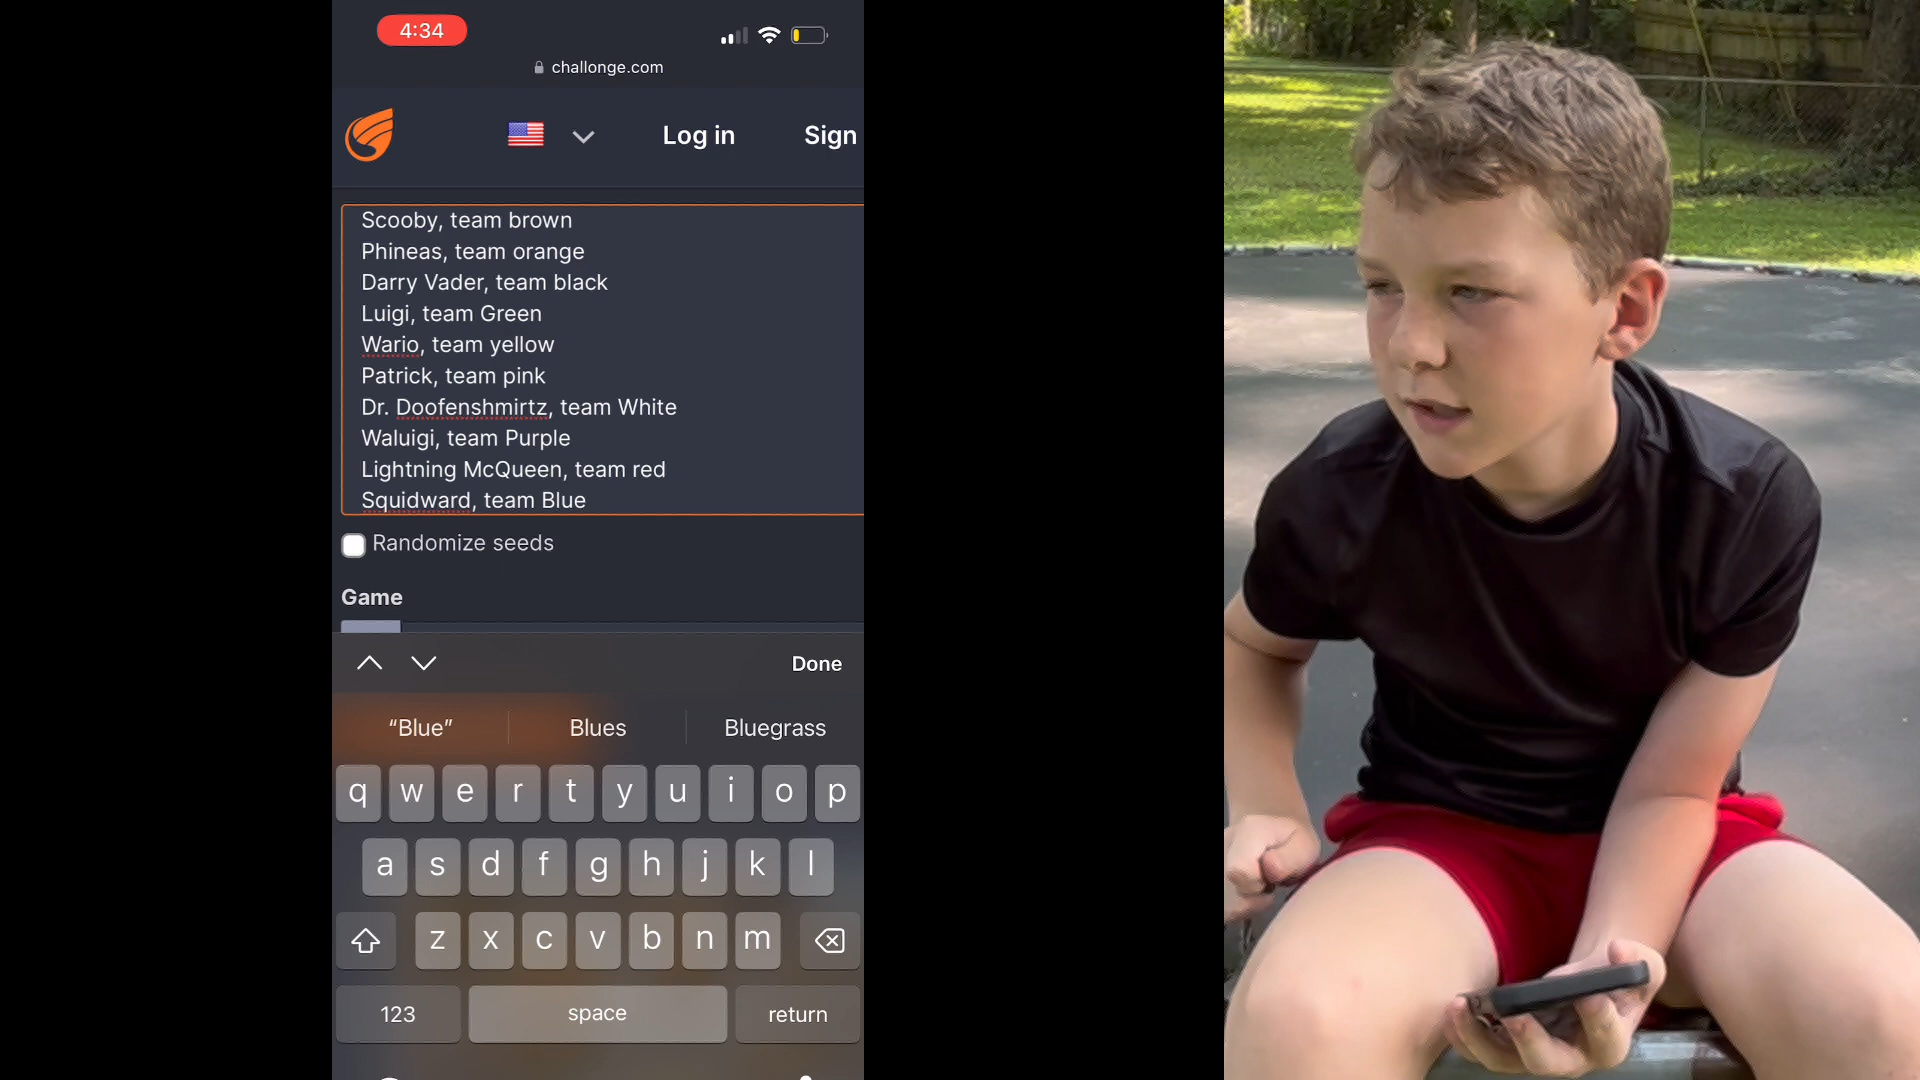 4:34
challonge.com
Log in
Sign
Scooby, team brown
Phineas, team orange
Darry Vader, team black
Luigi, team Green
Wario, team yellow
Patrick, team pink
Dr. Doofenshmirtz, team White
Waluigi, team Purple
Lightning McQueen, team red
Squidward, team Blue
Randomize seeds
Game
Done
“Blue”
Blues
Bluegrass
q w e r t y u i o p
a s d f g h j k l
z x c v b n m
123
space
return